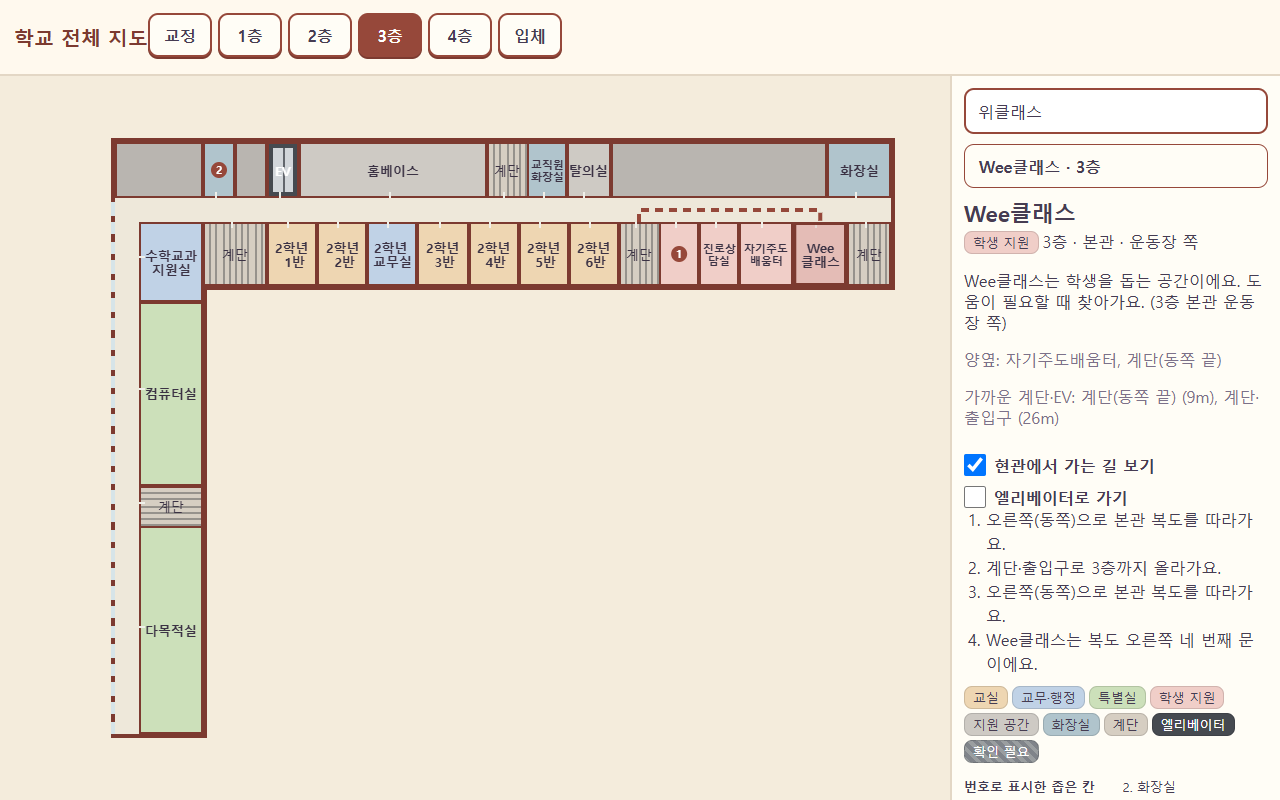 학교 전체 지도
교정
1층
2층
3층
4층
입체
위클래스
Wee클래스 · 3층
Wee클래스
학생 지원 3층 · 본관 · 운동장 쪽
Wee클래스는 학생을 돕는 공간이에요. 도
움이 필요할 때 찾아가요. (3층 본관 운동
장 쪽)
양옆: 자기주도배움터, 계단(동쪽 끝)
가까운 계단·EV: 계단(동쪽 끝) (9m), 계단·
출입구 (26m)
현관에서 가는 길 보기
엘리베이터로 가기
1. 오른쪽(동쪽)으로 본관 복도를 따라가
요.
2. 계단·출입구로 3층까지 올라가요.
3. 오른쪽(동쪽)으로 본관 복도를 따라가
요.
4. Wee클래스는 복도 오른쪽 네 번째 문
이에요.
교실
교무·행정
특별실
학생 지원
지원 공간
화장실
계단
엘리베이터
확인 필요
번호로 표시한 좁은 칸
2. 화장실
2
EV
홈베이스
계단
교직원
화장실
탈의실
화장실
수학교과
지원실
계단
2학년
1반
2학년
2반
2학년
교무실
2학년
3반
2학년
4반
2학년
5반
2학년
6반
계단
1
진로상
담실
자기주도
배움터
Wee
클래스
계단
컴퓨터실
계단
다목적실